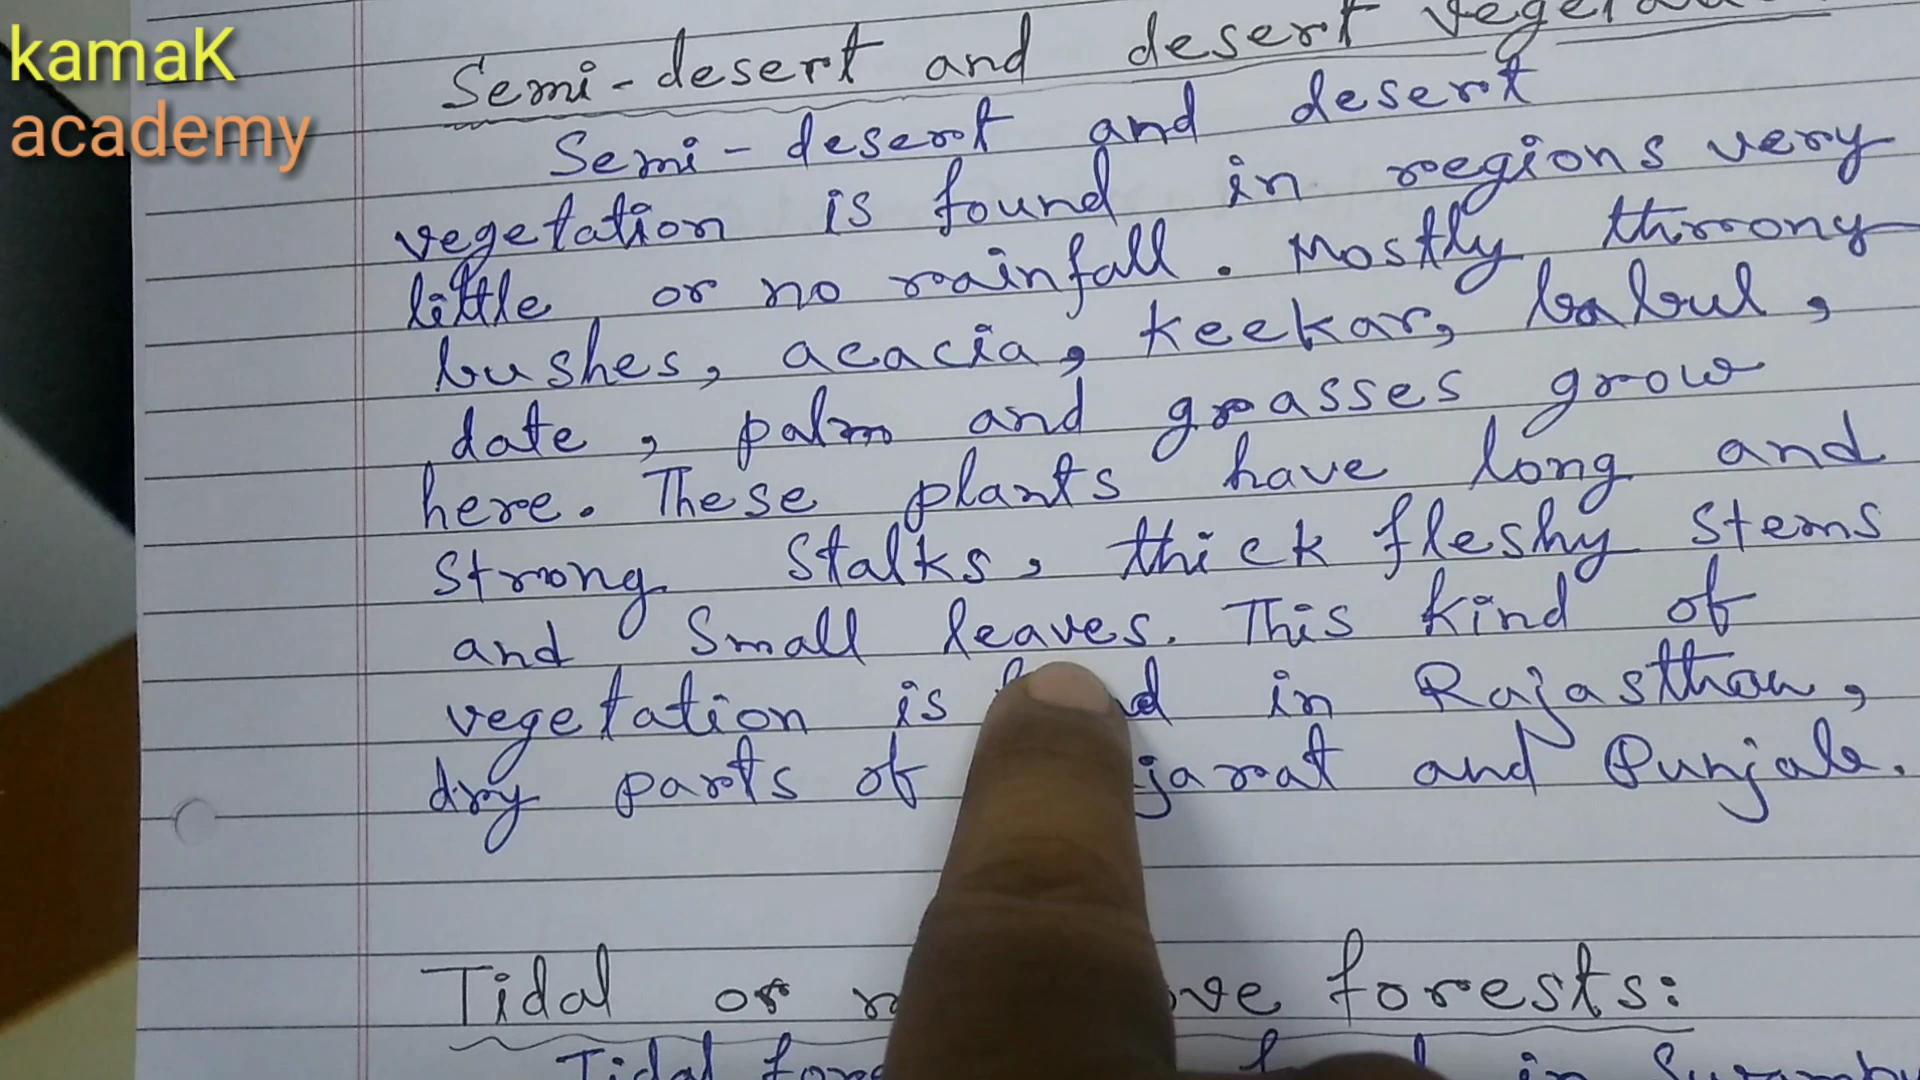 kamaK
academy
Semi-desert and desert
Semi-desert and desert
vegetation is found in regions very
little or no rainfall. Mostly throny
bushes, acacia, keekar, babul,
date, palm and grasses grow
here. These plants have long and
strong stalks, thick fleshy stems
and small leaves. This kind of
vegetation is in Rajasthan,
dry parts of and Punjab.
Tidal or forests:
Tidal in